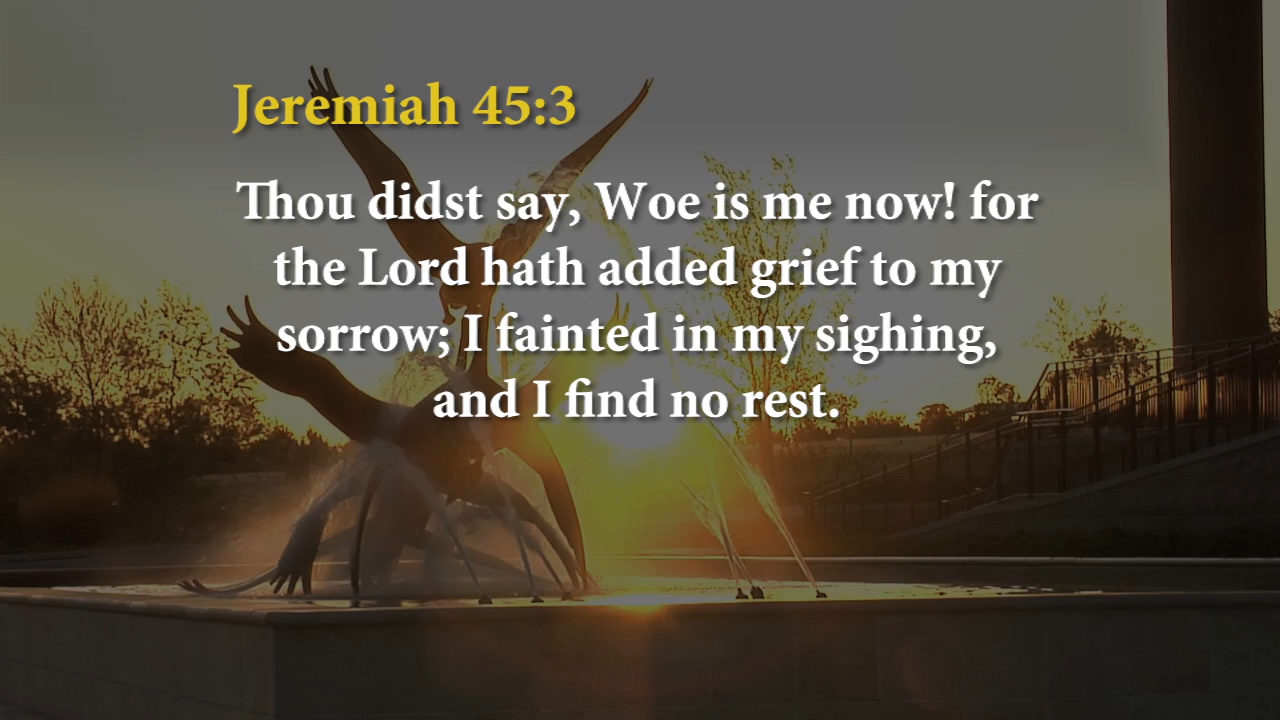 Jeremiah 45:3
Thou didst say, Woe is me now! for
the Lord hath added grief to my
sorrow; I fainted in my sighing,
and I find no rest.